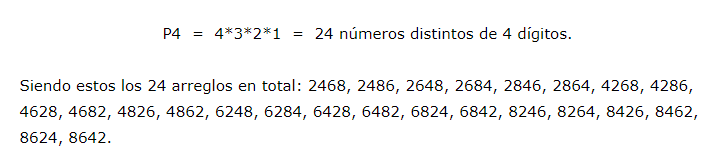 P4 = 4*3*2*1 = 24 números distintos de 4 dígitos.
Siendo estos los 24 arreglos en total: 2468, 2486, 2648, 2684, 2846, 2864, 4268, 4286,
4628, 4682, 4826, 4862, 6248, 6284, 6428, 6482, 6824, 6842, 8246, 8264, 8426, 8462,
8624, 8642.